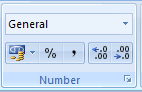 General
% , .0 .00 .00 .0
Number